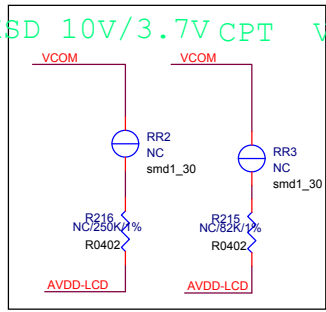 SD 10V/3.7V CPT
VCOM
VCOM
RR2
NC
smd1_30
RR3
NC
smd1_30
R216
NC/250K/1%
R0402
R215
NC/82K/1%
R0402
AVDD-LCD
AVDD-LCD